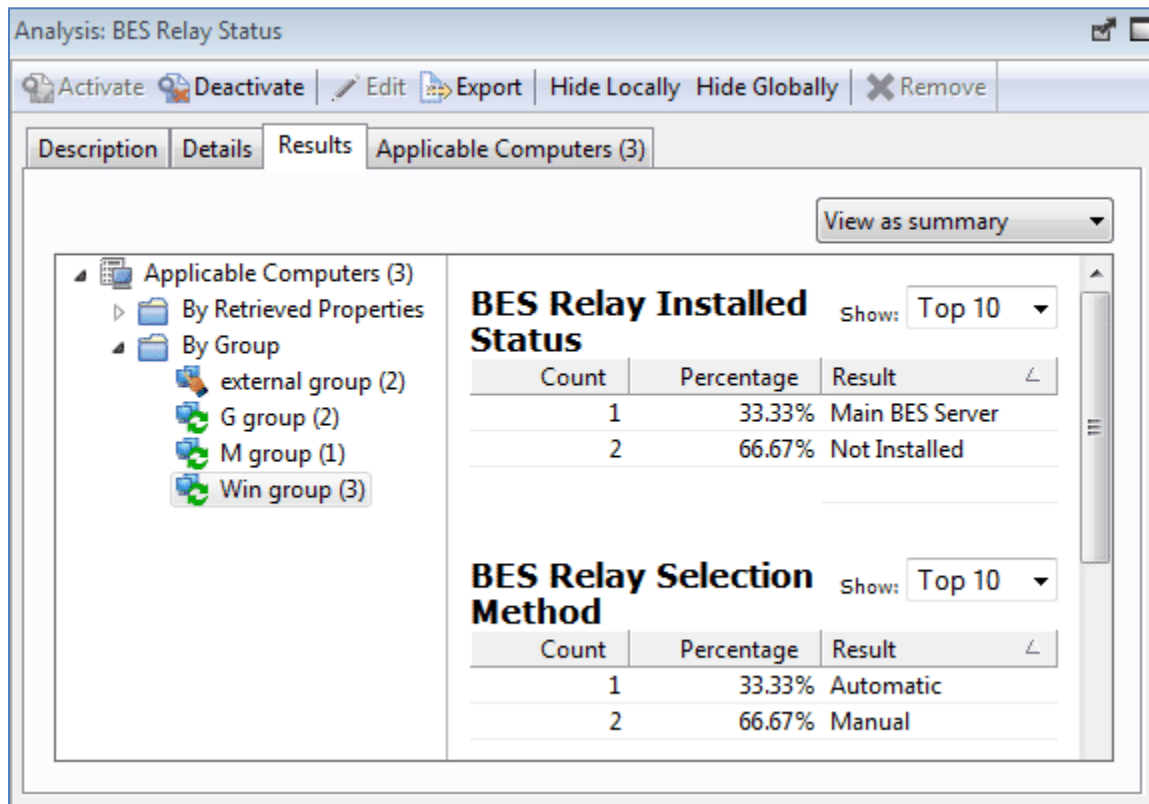 Analysis: BES Relay Status
Activate Deactivate Edit Export Hide Locally Hide Globally Remove
Description Details Results Applicable Computers (3)
View as summary
Applicable Computers (3)
By Retrieved Properties
By Group
external group (2)
G group (2)
M group (1)
Win group (3)
BES Relay Installed
Status
Show: Top 10
Count Percentage Result
1 33.33% Main BES Server
2 66.67% Not Installed
BES Relay Selection
Method
Show: Top 10
Count Percentage Result
1 33.33% Automatic
2 66.67% Manual